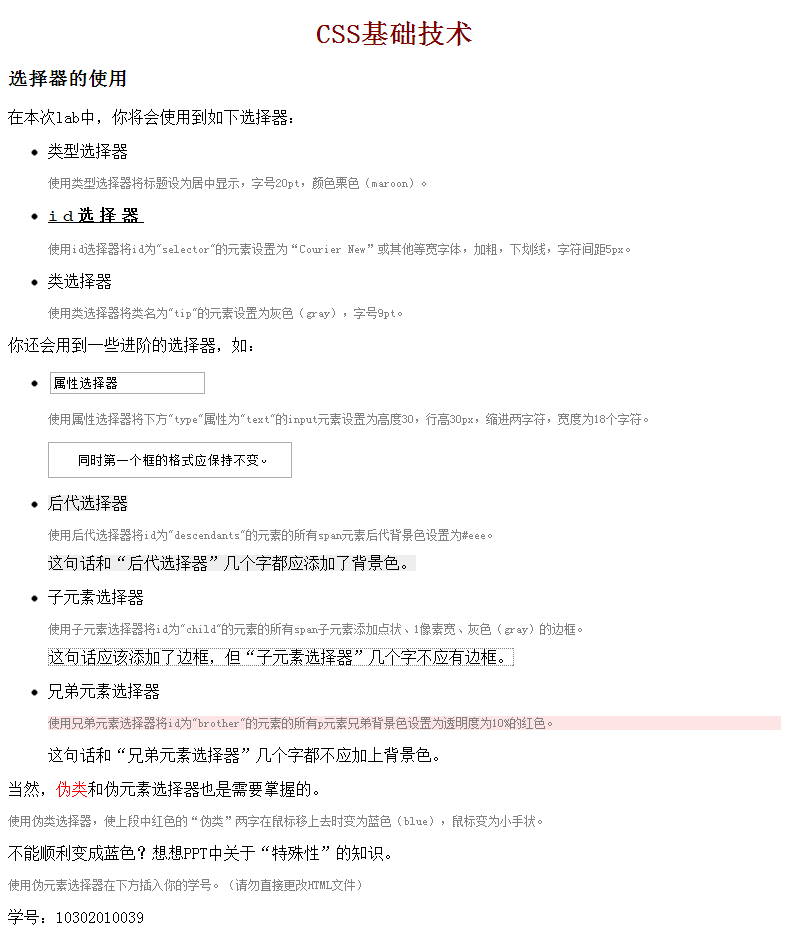 CSS基础技术
选择器的使用
在本次lab中，你将会使用到如下选择器：
类型选择器
使用类型选择器将标题设为居中显示，字号20pt，颜色栗色（maroon）。
id选择器
使用id选择器将id为"selector"的元素设置为“Courier New”或其他等宽字体，加粗，下划线，字符间距5px。
类选择器
使用类选择器将类名为"tip"的元素设置为灰色（gray），字号9pt。
你还会用到一些进阶的选择器，如：
属性选择器
使用属性选择器将下方"type"属性为"text"的input元素设置为高度30，行高30px，缩进两字符，宽度为18个字符。
同时第一个框的格式应保持不变。
后代选择器
使用后代选择器将id为"descendants"的元素的所有span元素后代背景色设置为#eee。
这句话和“后代选择器”几个字都应添加了背景色。
子元素选择器
使用子元素选择器将id为"child"的元素的所有span子元素添加点状、1像素宽、灰色（gray）的边框。
这句话应该添加了边框，但“子元素选择器”几个字不应有边框。
兄弟元素选择器
使用兄弟元素选择器将id为"brother"的元素的所有p元素兄弟背景色设置为透明度为10%的红色。
这句话和“兄弟元素选择器”几个字都不应加上背景色。
当然，伪类和伪元素选择器也是需要掌握的。
使用伪类选择器，使上段中红色的“伪类”两字在鼠标移上去时变为蓝色（blue），鼠标变为小手状。
不能顺利变成蓝色？想想PPT中关于“特殊性”的知识。
使用伪元素选择器在下方插入你的学号。（请勿直接更改HTML文件）
学号：10302010039